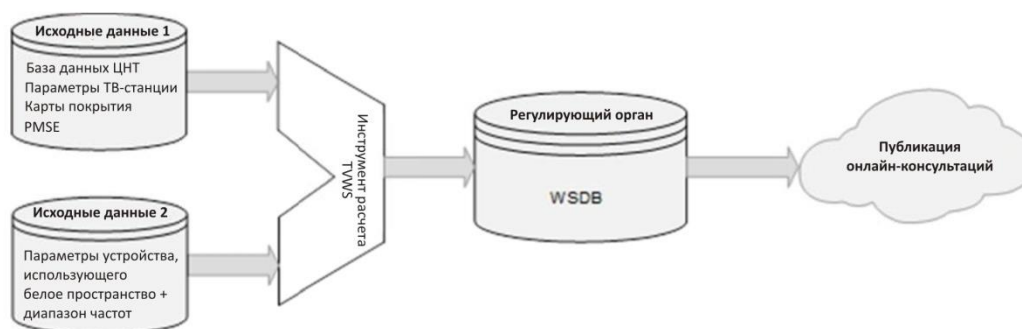 Исходные данные 1
База данных ЦНТ
Параметры ТВ-станции
Карты покрытия
PMSE
Исходные данные 2
Параметры устройства,
использующего
белое пространство +
диапазон частот
Инструмент расчета
TVWS
Регулирующий орган
WSDB
Публикация
онлайн-консультаций